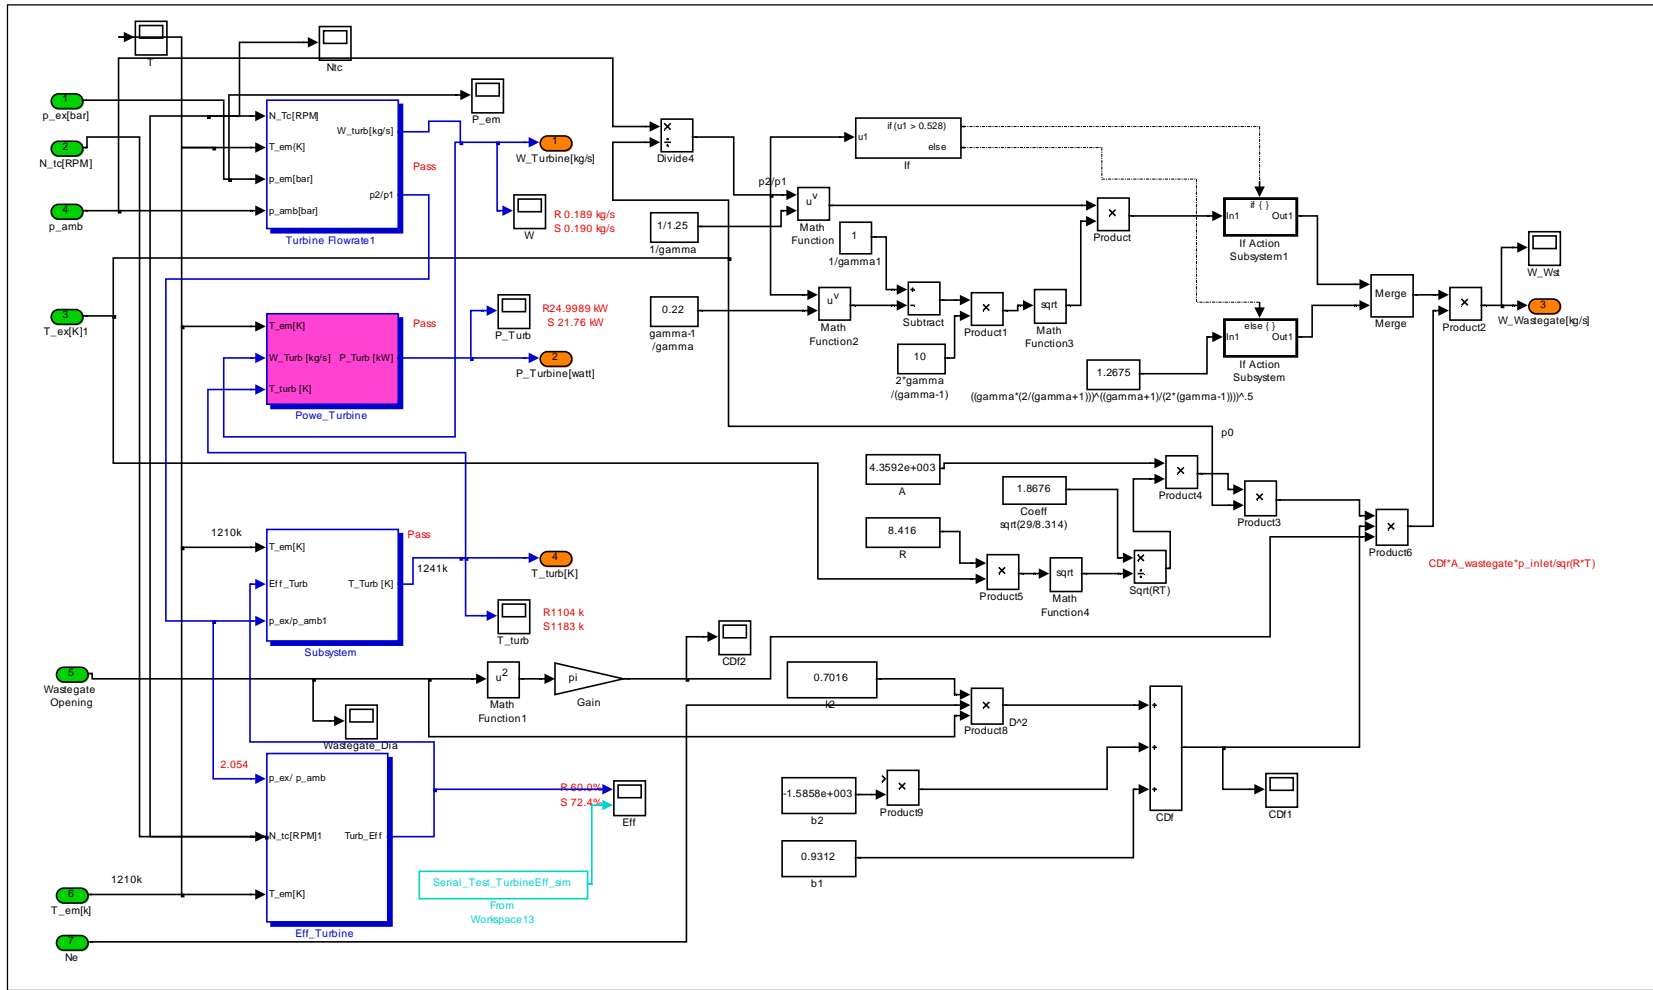 T
Ntc
1
p_ex[bar]
2
N_tc[RPM]
4
p_amb
N_Tc[RPM]
T_em{K}
p_em[bar]
p_amb[bar]
W_turb[kg/s]
p2/p1
Turbine Flowrate1
Pass
P_em
1
W_Turbine[kg/s]
W
R 0.189 kg/s
S 0.190 kg/s
×
÷
Divide4
p2/p1
u1
if(u1 > 0.528)
else
If
1/1.25
1/gamma
u^v
Math
Function
1
1/gamma1
×
Product
if { }
In1
Out1
If Action
Subsystem1
W_Wst
3
T_ex[K]1
T_em[K]
W_Turb [kg/s]
T_turb [K]
P_Turb [kW]
Powe_Turbine
Pass
P_Turb
R24.9989 kW
S 21.76 kW
2
P_Turbine[watt]
0.22
gamma-1
/gamma
u^v
Math
Function2
+
-
Subtract
×
Product1
sqrt
Math
Function3
10
2*gamma
/(gamma-1)
1.2675
((gamma*(2/(gamma+1)))^((gamma+1)/(2*(gamma-1))))^.5
else { }
In1
Out1
If Action
Subsystem
Merge
Merge
×
Product2
3
W_Wastegate[kg/s]
p0
4.3592e+003
A
1.8676
Coeff
sqrt(29/8.314)
×
Product4
×
Product3
8.416
R
×
Product5
sqrt
Math
Function4
×
÷
Sqrt(RT)
×
Product6
CDf*A_wastegate*p_inlet/sqr(R*T)
1210k
T_em[K]
Eff_Turb
p_ex/p_amb1
T_Turb [K]
Subsystem
Pass
1241k
4
T_turb[K]
T_turb
R1104 k
S1183 k
5
Wastegate
Opening
Wastegate_Dia
u^2
Math
Function1
pi
Gain
CDf2
0.7016
k2
×
Product8
D^2
+
+
+
CDf
CDf1
-1.5858e+003
b2
×
Product9
0.9312
b1
2.054
p_ex/ p_amb
N_tc[RPM]1
T_em[K]
Turb_Eff
Eff_Turbine
R 60.0%
S 72.4%
Eff
Serial_Test_TurbineEff_sim
From
Workspace13
1210k
6
T_em[k]
7
Ne